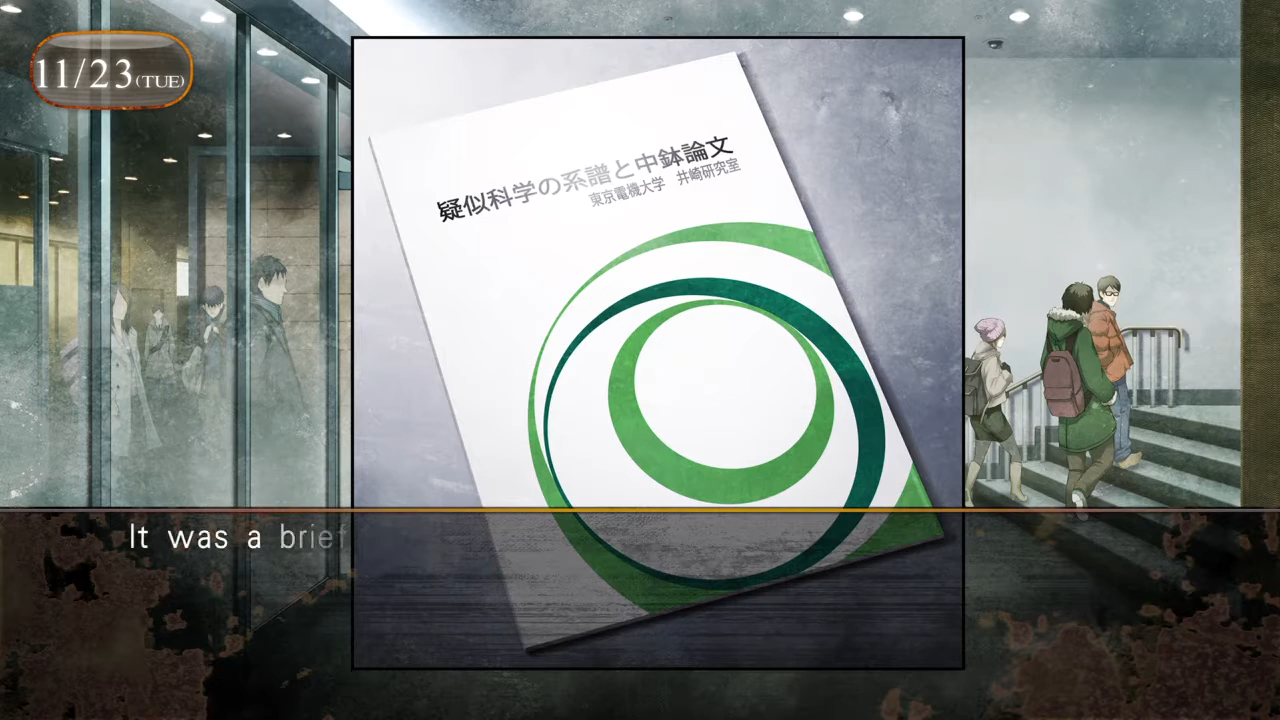 11/23(TUE)
疑似科学の系譜と中鉢論文
東京電機大学 井崎研究室
It was a brief